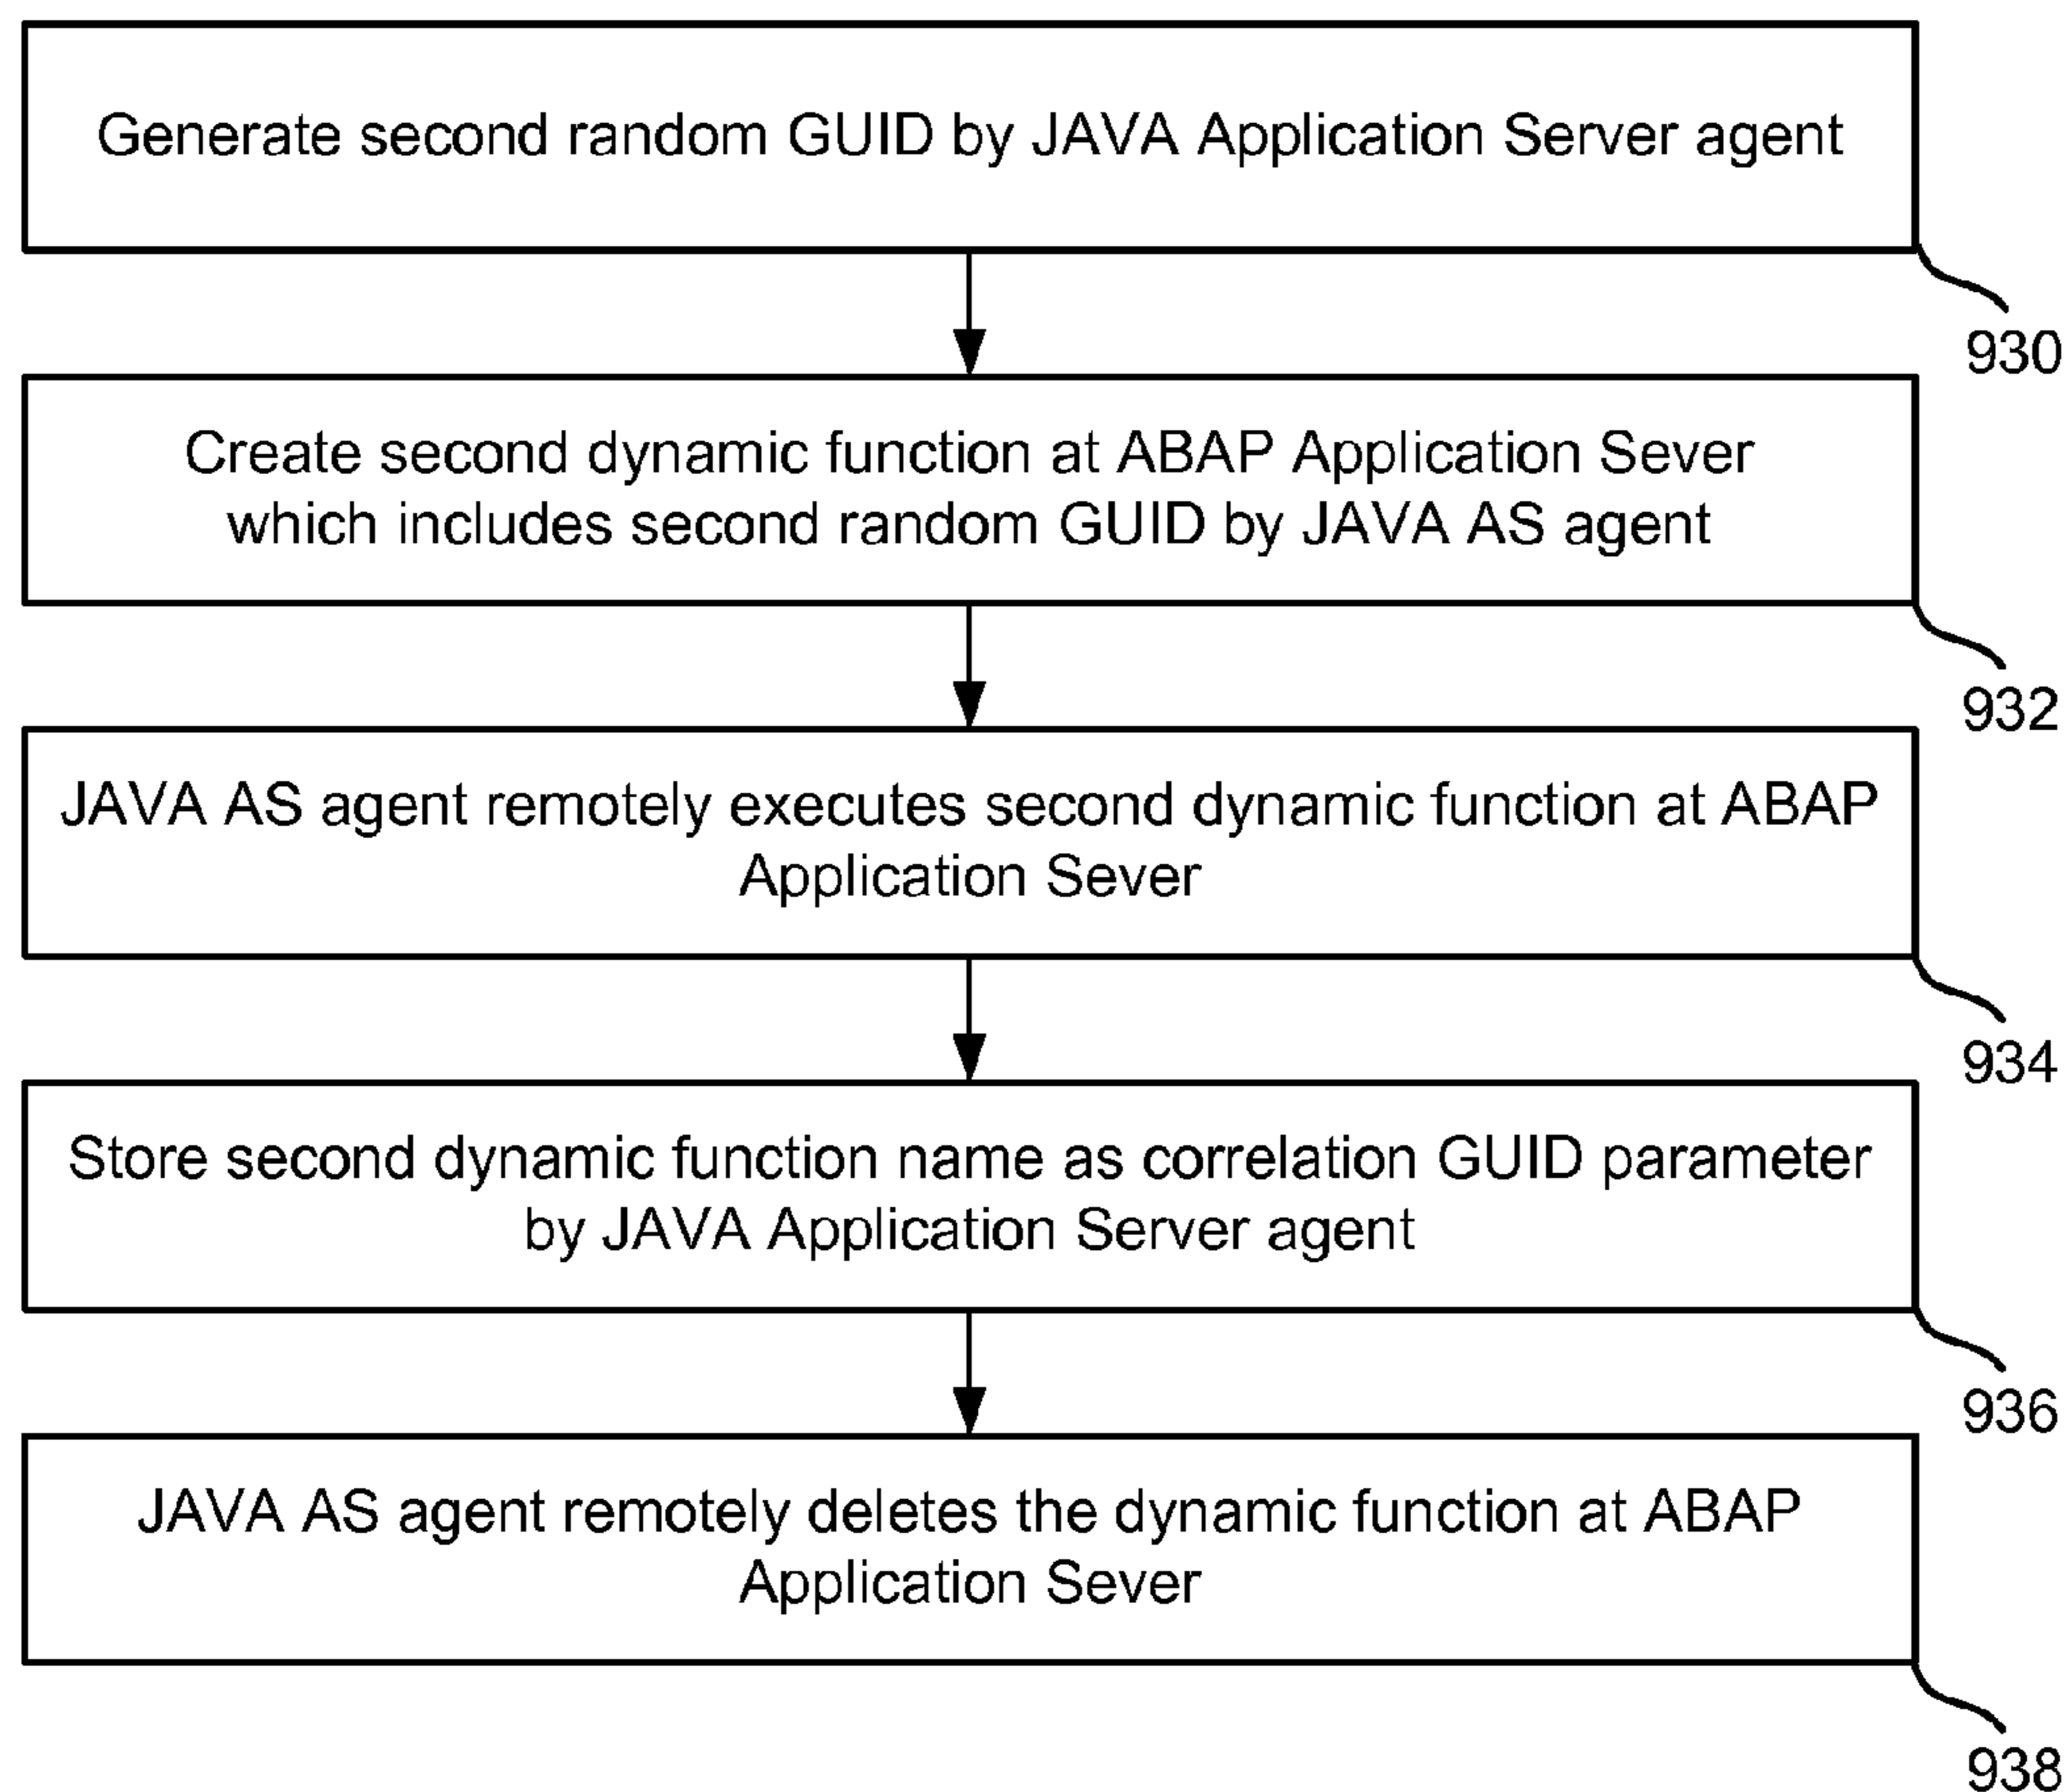 Generate second random GUID by JAVA Application Server agent
930
Create second dynamic function at ABAP Application Sever
which includes second random GUID by JAVA AS agent
932
JAVA AS agent remotely executes second dynamic function at ABAP
Application Sever
934
Store second dynamic function name as correlation GUID parameter
by JAVA Application Server agent
936
JAVA AS agent remotely deletes the dynamic function at ABAP
Application Sever
938